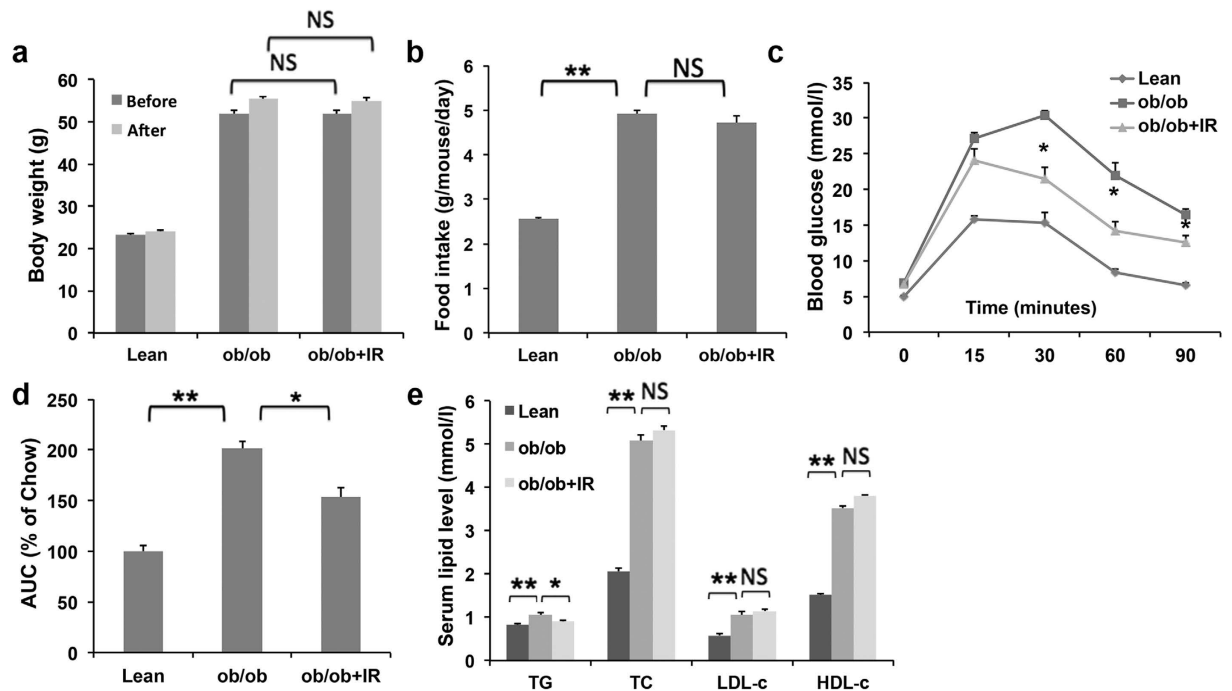 a
NS
NS
Before
After
Body weight (g)
60
50
40
30
20
10
0
Lean ob/ob ob/ob+IR
b
** NS
Food intake (g/mouse/day)
6
5
4
3
2
1
0
Lean ob/ob ob/ob+IR
c
Lean
ob/ob
ob/ob+IR
Blood glucose (mmol/l)
35
30
25
20
15
10
5
0
*
*
*
Time (minutes)
0 15 30 60 90
d
** *
AUC (% of Chow)
250
200
150
100
50
0
Lean ob/ob ob/ob+IR
e
Lean
ob/ob
ob/ob+IR
Serum lipid level (mmol/l)
6
5
4
3
2
1
0
** *
** NS
** NS
** NS
TG TC LDL-c HDL-c